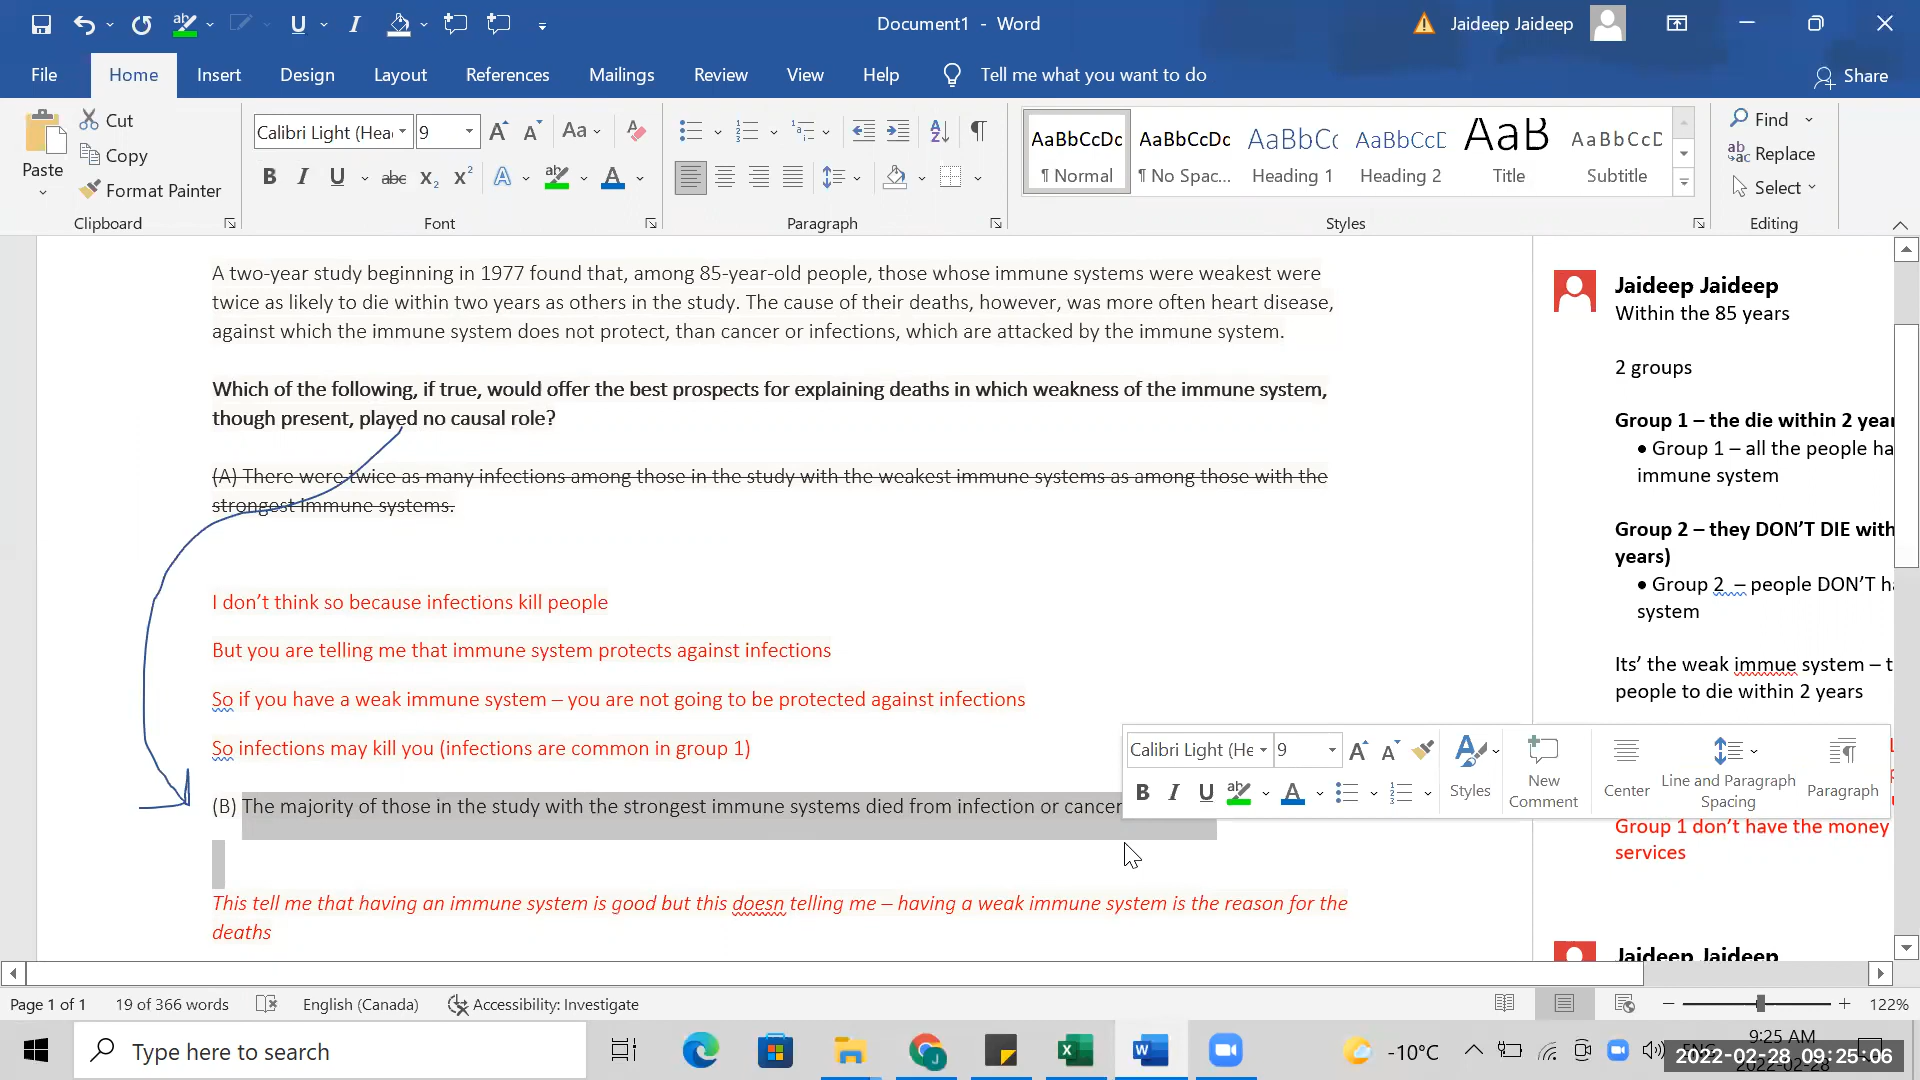 Document1 - Word
Jaideep Jaideep
File
Home
Insert
Design
Layout
References
Mailings
Review
View
Help
Tell me what you want to do
Share
Paste
Cut
Copy
Format Painter
Clipboard
Calibri Light (Hea
9
Font
Paragraph
AaBbCcDc
¶ Normal
AaBbCcDc
¶ No Spac...
AaBbCc
Heading 1
AaBbCcD
Heading 2
AaB
Title
AaBbCcD
Subtitle
Styles
Find
Replace
Select
Editing
A two-year study beginning in 1977 found that, among 85-year-old people, those whose immune systems were weakest were
twice as likely to die within two years as others in the study. The cause of their deaths, however, was more often heart disease,
against which the immune system does not protect, than cancer or infections, which are attacked by the immune system.
Which of the following, if true, would offer the best prospects for explaining deaths in which weakness of the immune system,
though present, played no causal role?
(A) There were twice as many infections among those in the study with the weakest immune systems as among those with the
strongest immune systems.
I don’t think so because infections kill people
But you are telling me that immune system protects against infections
So if you have a weak immune system – you are not going to be protected against infections
So infections may kill you (infections are common in group 1)
(B) The majority of those in the study with the strongest immune systems died from infection or cancer
This tell me that having an immune system is good but this doesn telling me – having a weak immune system is the reason for the
deaths
Jaideep Jaideep
Within the 85 years
2 groups
Group 1 – the die within 2 year
• Group 1 – all the people ha
immune system
Group 2 – they DON’T DIE with
years)
• Group 2 – people DON’T ha
system
Its’ the weak immue system – t
people to die within 2 years
Group 1 don’t have the money
services
Jaideep Jaideep
Calibri Light (He
9
Styles
New
Comment
Center
Line and Paragraph
Spacing
Paragraph
Page 1 of 1
19 of 366 words
English (Canada)
Accessibility: Investigate
122%
Type here to search
-10°C
9:25 AM
2022-02-28 09:25:06